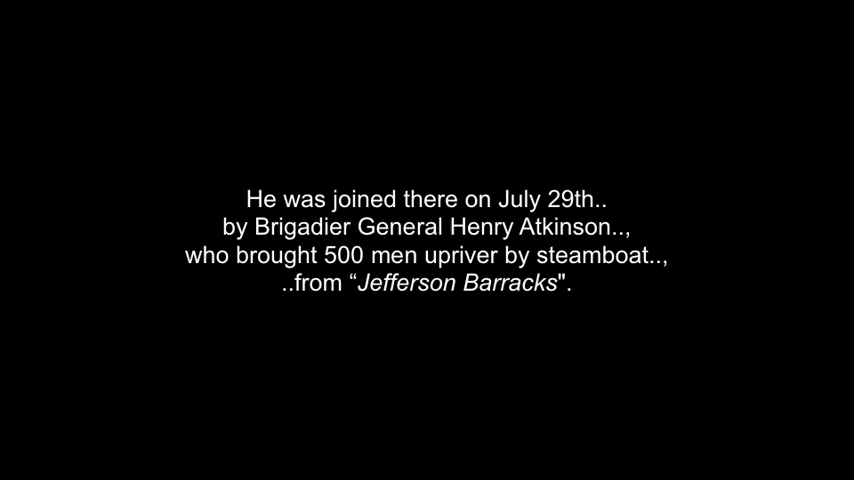 He was joined there on July 29th..
by Brigadier General Henry Atkinson..,
who brought 500 men upriver by steamboat..,
..from “Jefferson Barracks".